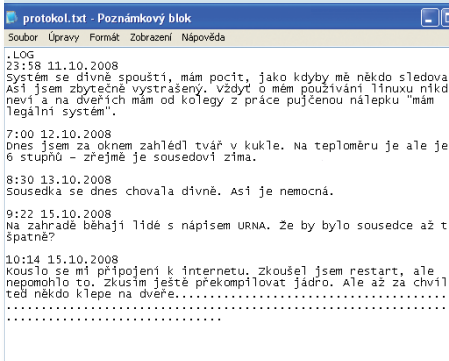 protokol.txt - Poznámkový blok
Soubor Úpravy Formát Zobrazení Nápověda
.LOG
23:58 11.10.2008
Systém se divně spouští, mám pocit, jako kdyby mě někdo sledova
Asi jsem zbytečně vystrašený. Vždyť o mém používání linuxu nikd
neví a na dveřích mám od kolegy z práce pujčenou nálepku "mám
legální systém".
7:00 12.10.2008
Dnes jsem za oknem zahlédl tvář v kukle. Na teploměru je ale je
6 stupňů - zřejmě je sousedovi zima.
8:30 13.10.2008
Sousedka se dnes chovala divně. Asi je nemocná.
9:22 15.10.2008
Na zahradě běhají lidé s nápisem URNA. Že by bylo sousedce až t
špatně?
10:14 15.10.2008
Kouslo se mi připojení k internetu. Zkoušel jsem restart, ale
nepomohlo to. Zkusím ještě překompilovat jádro. Ale až za chvíl
teď někdo klepe na dveře......................................
...............................................................
..............................